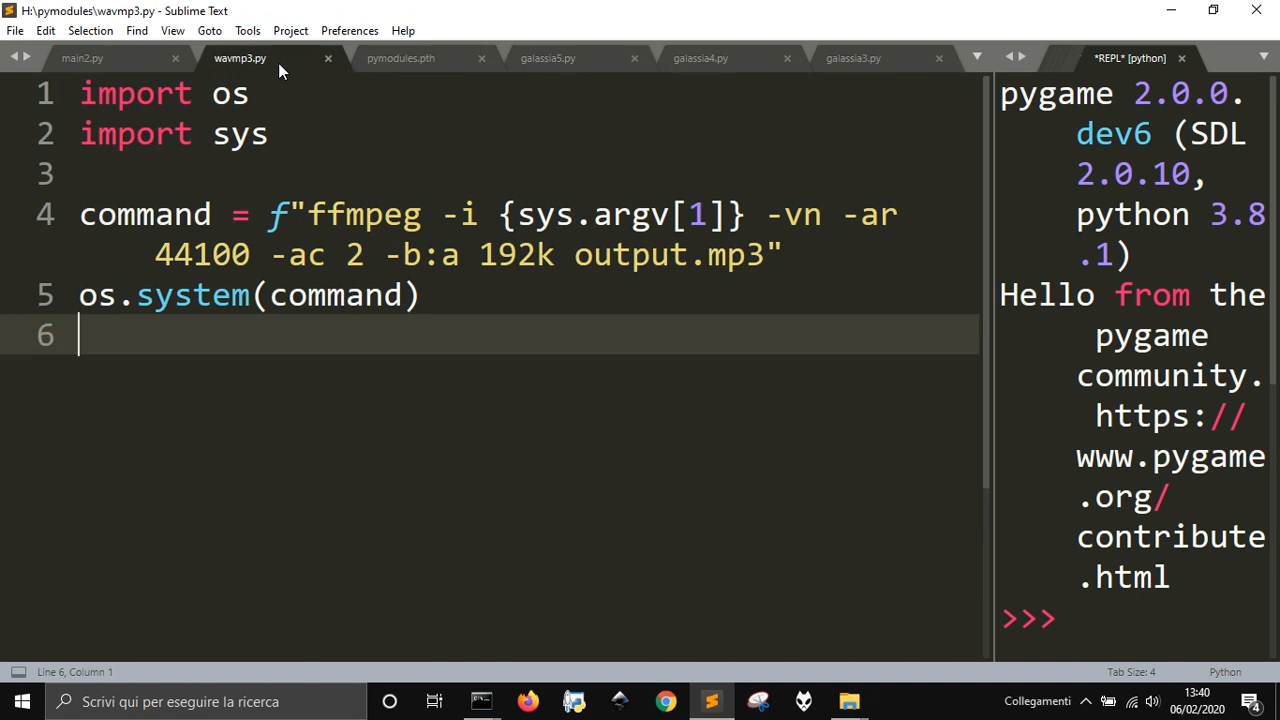 H:\pymodules\wavmp3.py - Sublime Text
File Edit Selection Find View Goto Tools Project Preferences Help
main2.py wavmp3.py pymodules.pth galassia5.py galassia4.py galassia3.py *REPL* [python]
1 import os
2 import sys
3
4 command = f"ffmpeg -i {sys.argv[1]} -vn -ar
44100 -ac 2 -b:a 192k output.mp3"
5 os.system(command)
6
pygame 2.0.0.
dev6 (SDL
2.0.10,
python 3.8
.1)
Hello from the
pygame
community.
https://
www.pygame
.org/
contribute
.html
>>>
Line 6, Column 1 Tab Size: 4 Python
Scrivi qui per eseguire la ricerca Collegamenti 13:40
06/02/2020 4